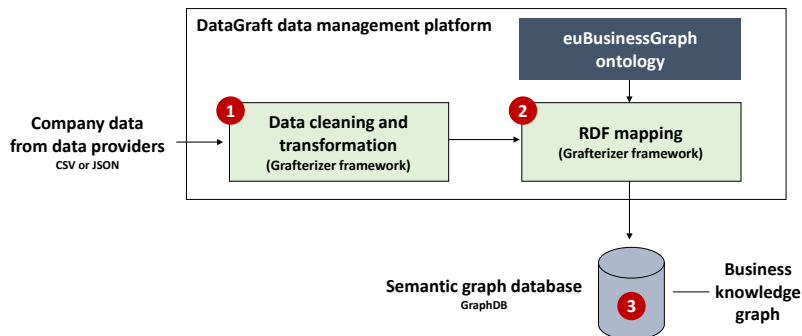 DataGraft data management platform
euBusinessGraph
ontology
1
2
Company data
from data providers
CSV or JSON
Data cleaning and
transformation
(Grafterizer framework)
RDF mapping
(Grafterizer framework)
Semantic graph database
GraphDB
3
Business
knowledge
graph